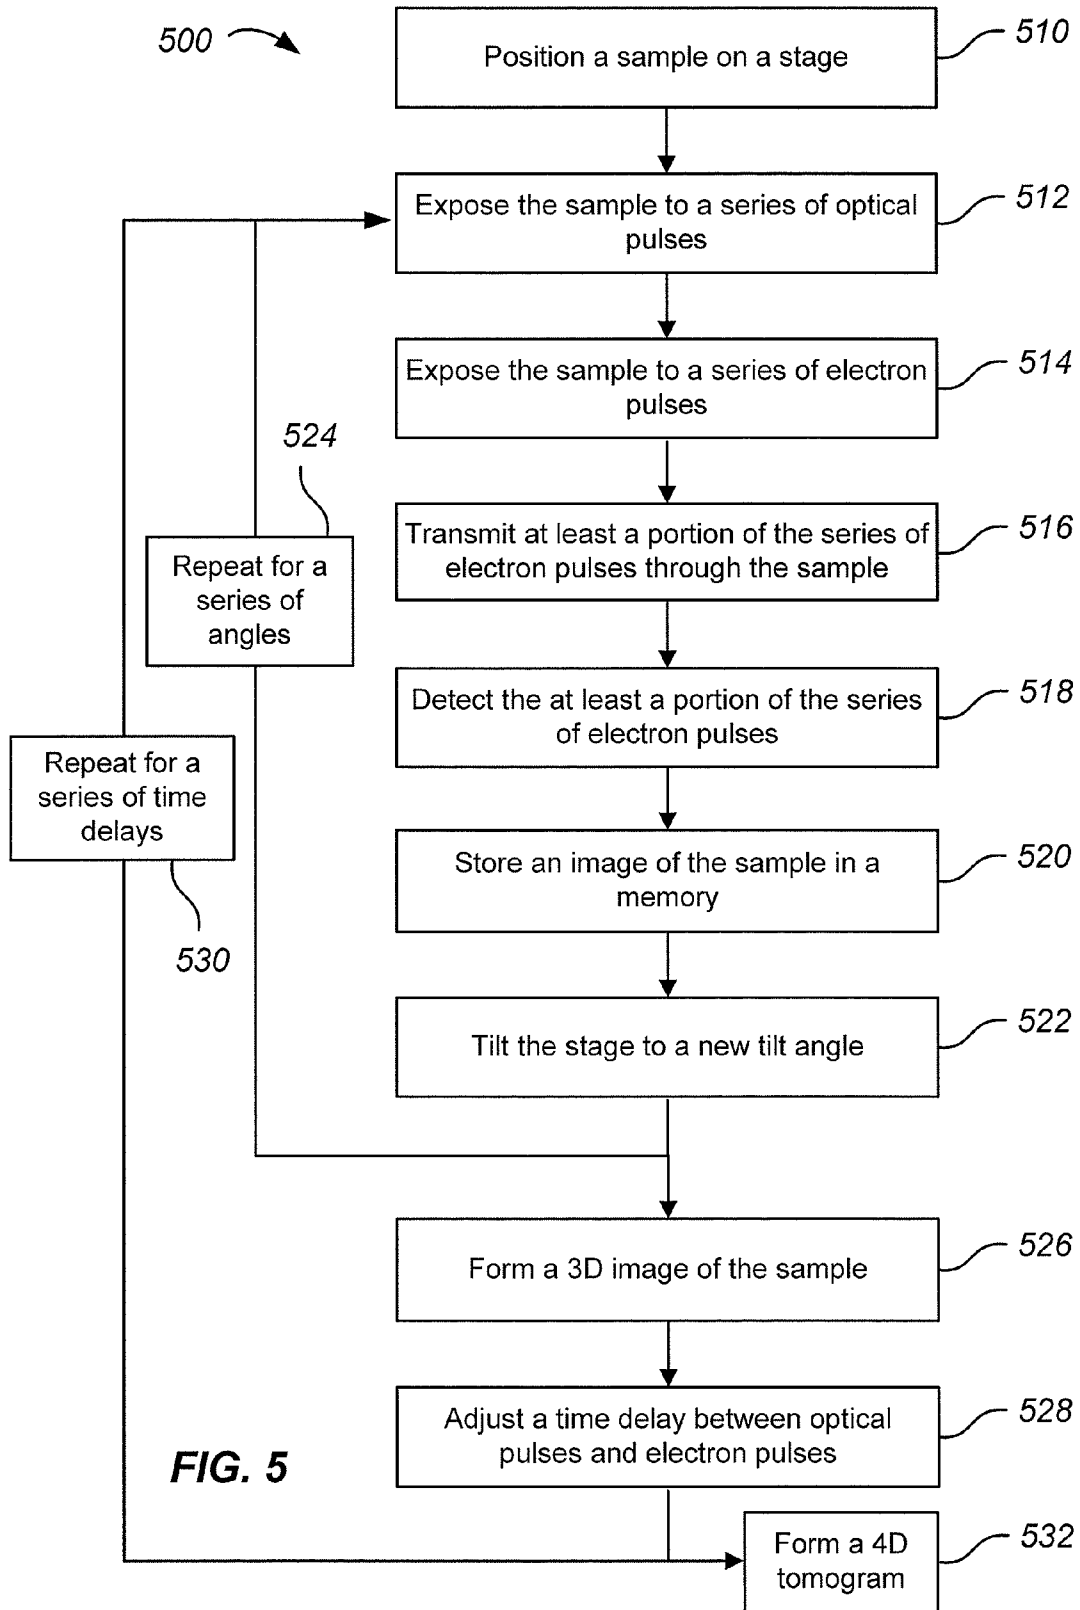 500
Position a sample on a stage
510
Expose the sample to a series of optical
pulses
512
Expose the sample to a series of electron
pulses
514
524
Repeat for a
series of
angles
Transmit at least a portion of the series of
electron pulses through the sample
516
Detect the at least a portion of the series
of electron pulses
518
Repeat for a
series of time
delays
530
Store an image of the sample in a
memory
520
Tilt the stage to a new tilt angle
522
Form a 3D image of the sample
526
Adjust a time delay between optical
pulses and electron pulses
528
FIG. 5
Form a 4D
tomogram
532